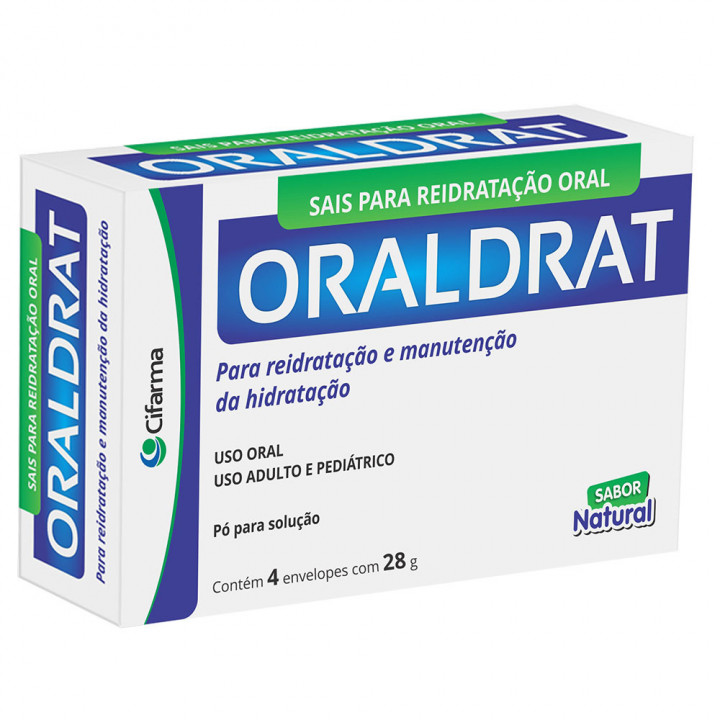 SAIS PARA REIDRATAÇÃO ORAL
ORALDRAT
SAIS PARA REIDRATAÇÃO ORAL
ORALDRAT
Para reidratação e manutenção
da hidratação
USO ORAL
USO ADULTO E PEDIÁTRICO
Pó para solução
Contém 4 envelopes com 28 g
SABOR
Natural
Cifarma
SAIS PARA REIDRATAÇÃO ORAL
ORALDRAT
Para reidratação e manutenção da hidratação